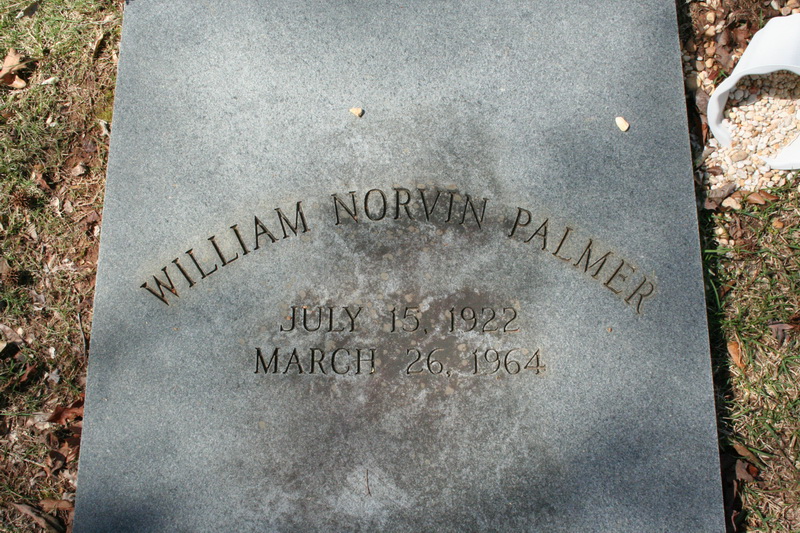 WILLIAM NORVIN PALMER
JULY 15, 1922
MARCH 26, 1964